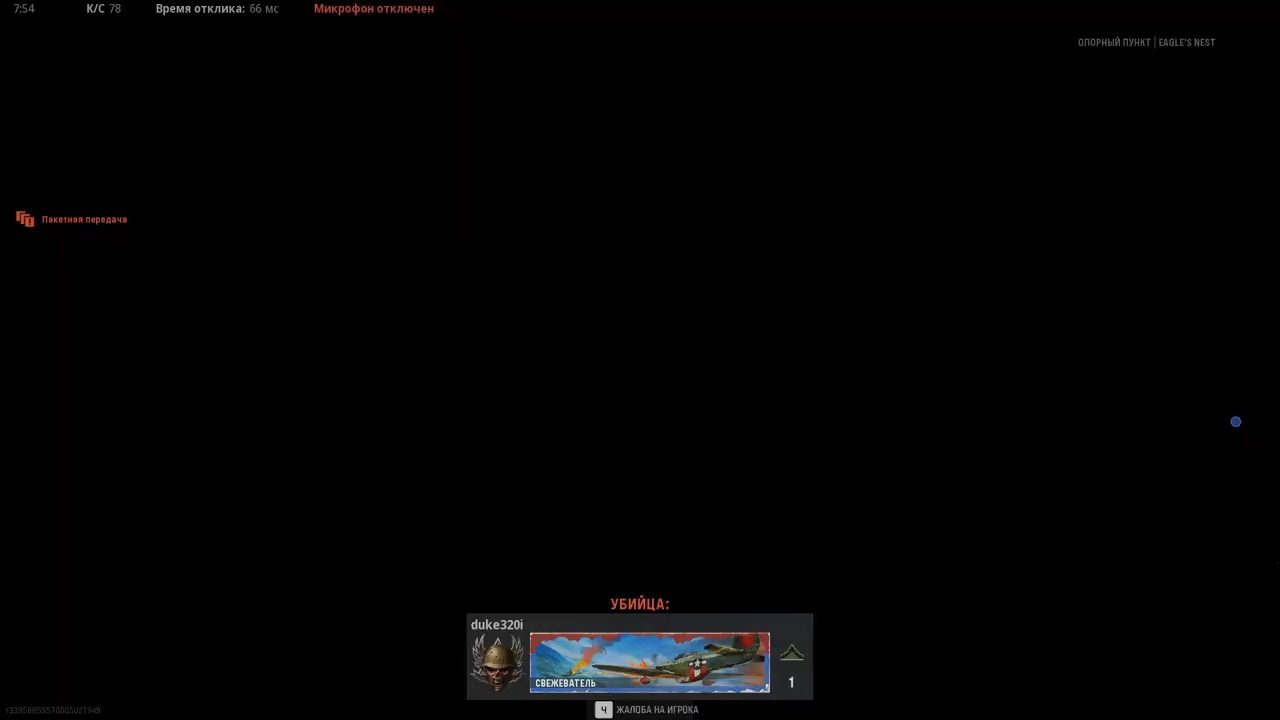 7:54 К/С 78 Время отклика: 66 мс Микрофон отключен
ОПОРНЫЙ ПУНКТ | EAGLE'S NEST
Пакетная передача
УБИЙЦА:
duke320i
СВЕЖЕВАТЕЛЬ
1
Ч ЖАЛОБА НА ИГРОКА